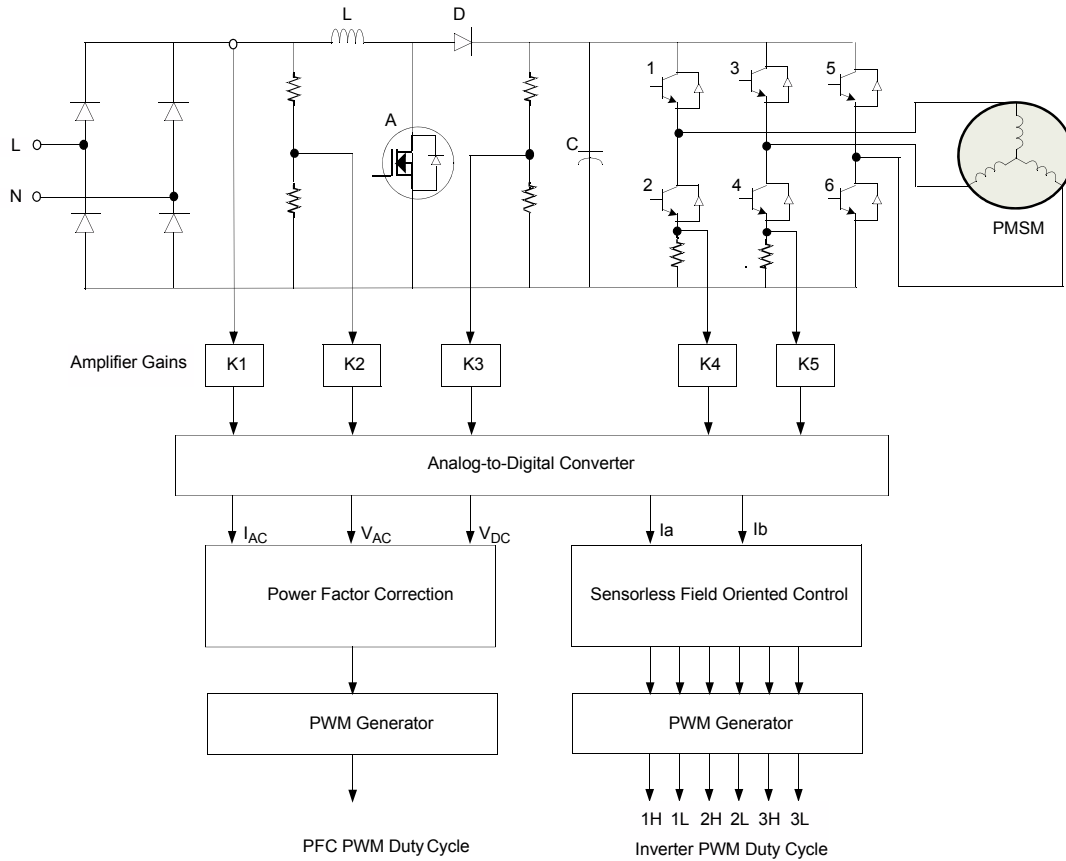 L
D
1
3
5
A
C
L
N
2
4
6
PMSM
Amplifier Gains
K1
K2
K3
K4
K5
Analog-to-Digital Converter
IAC
VAC
VDC
Ia
Ib
Power Factor Correction
Sensorless Field Oriented Control
PWM Generator
PWM Generator
1H 1L 2H 2L 3H 3L
PFC PWM Duty Cycle
Inverter PWM Duty Cycle